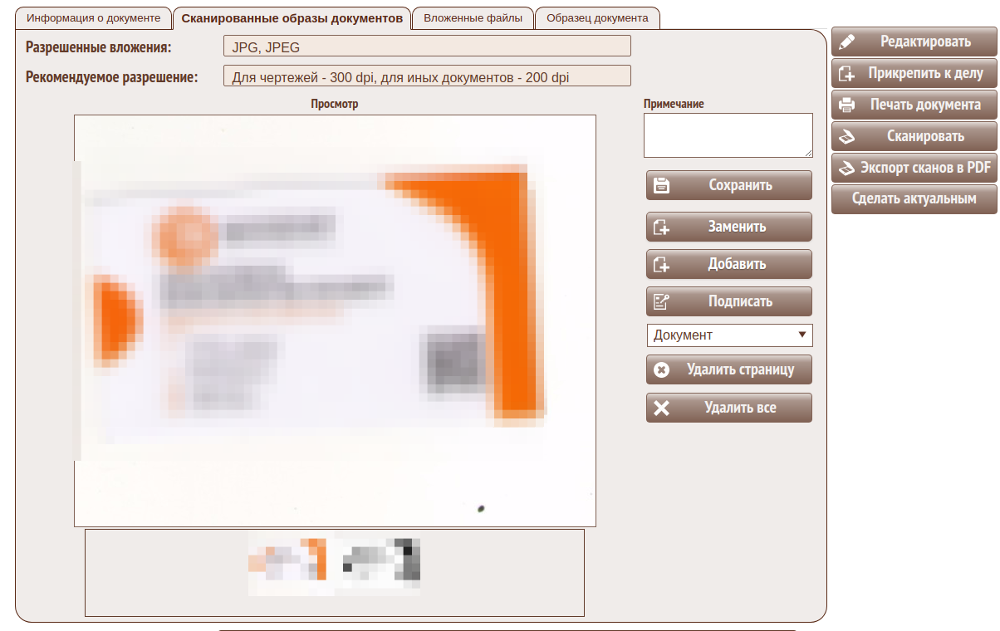 Информация о документе
Сканированные образы документов
Вложенные файлы
Образец документа
Разрешенные вложения:
JPG, JPEG
Рекомендуемое разрешение:
Для чертежей - 300 dpi, для иных документов - 200 dpi
Просмотр
Примечание
Сохранить
Заменить
Добавить
Подписать
Документ
Удалить страницу
Удалить все
Редактировать
Прикрепить к делу
Печать документа
Сканировать
Экспорт сканов в PDF
Сделать актуальным